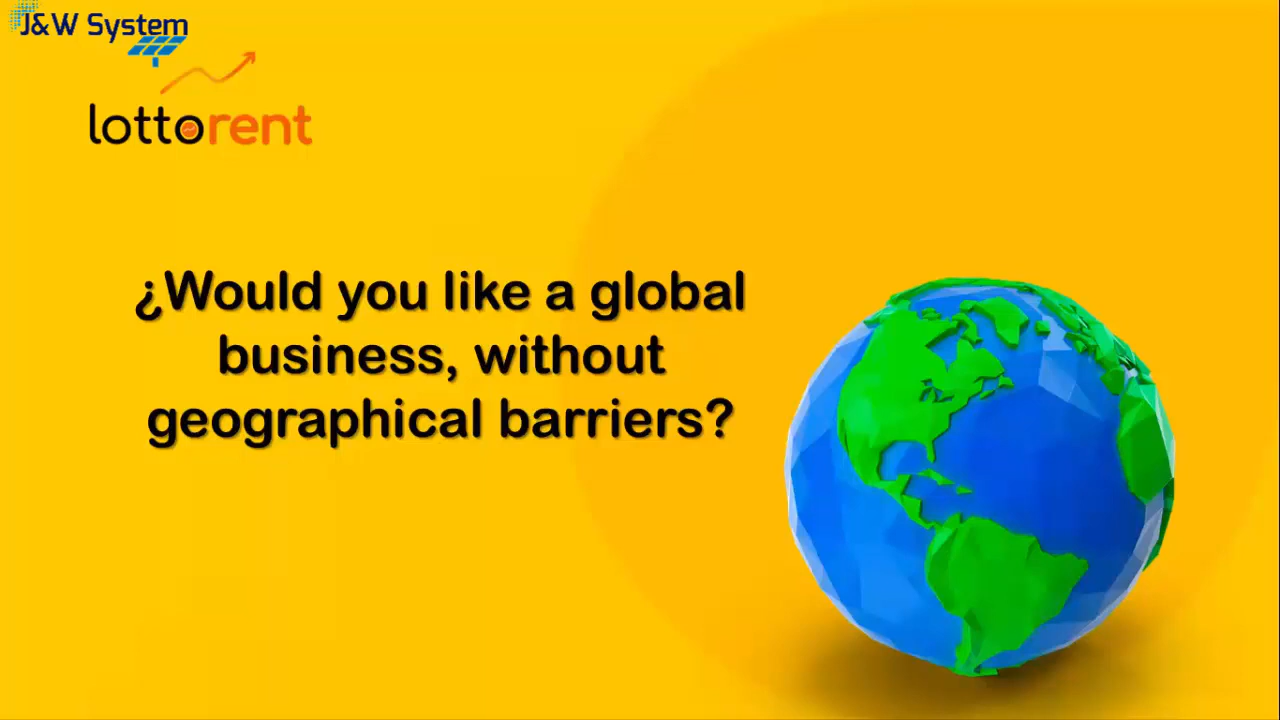 J&W System
lottorent
¿Would you like a global
business, without
geographical barriers?